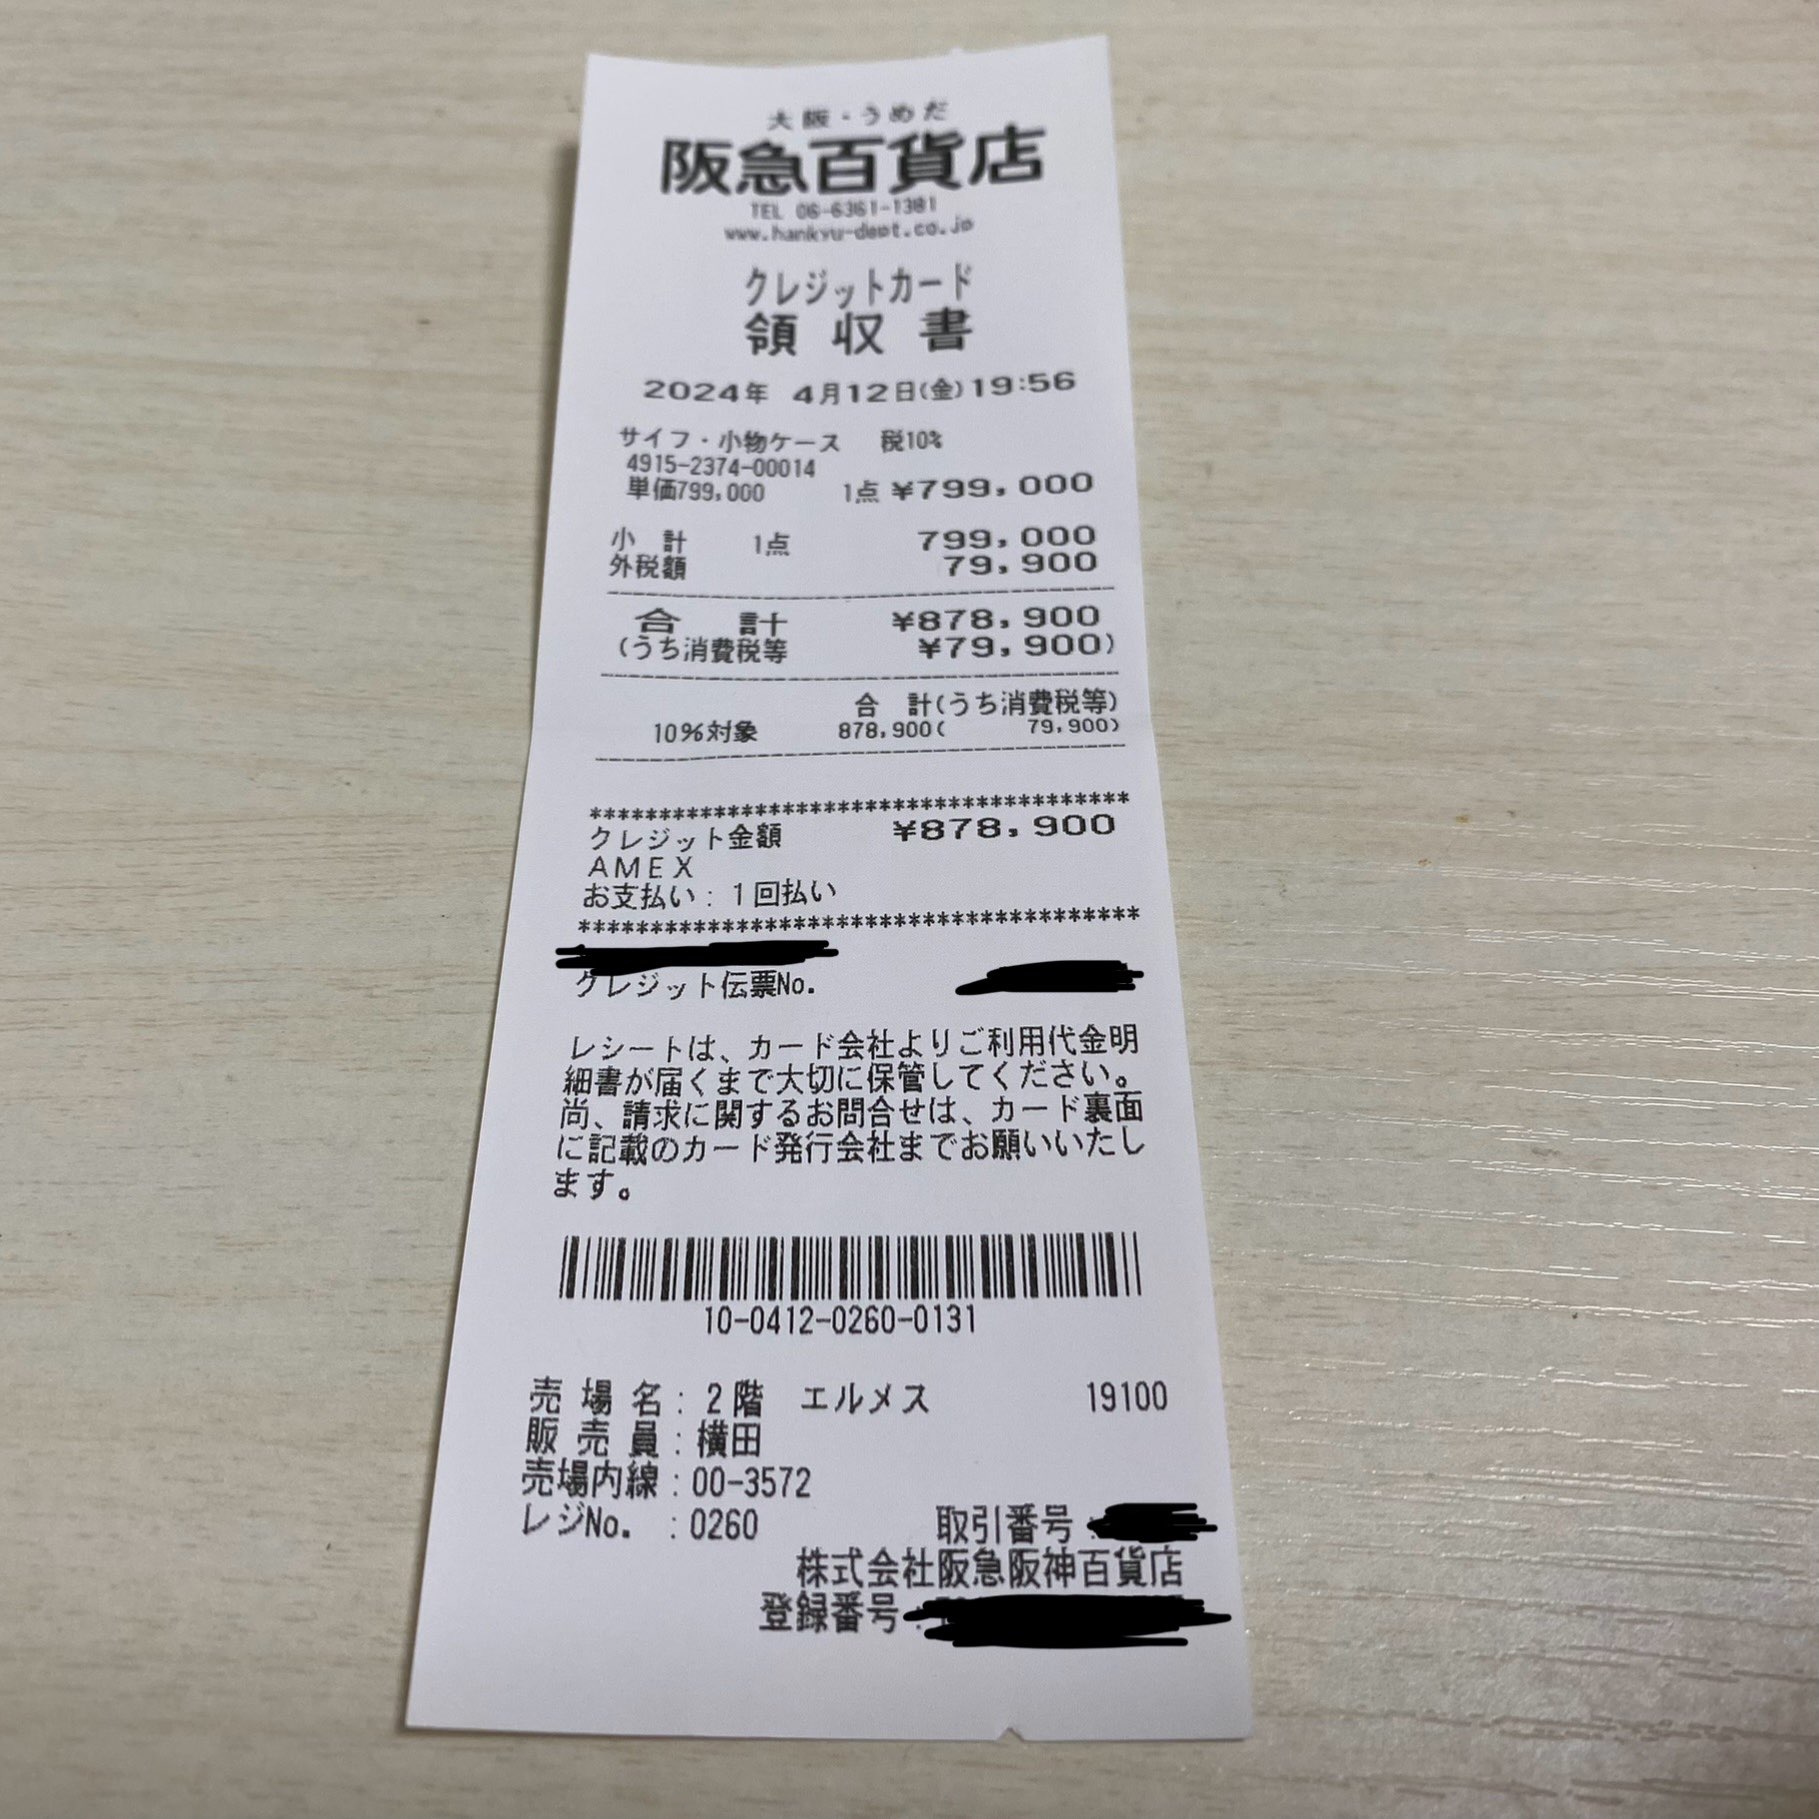 大阪・うめだ
阪急百貨店
TEL 06-6361-1381
www.hankyu-dept.co.jp
クレジットカード
領収書
2024年 4月12日(金)19:56
サイフ・小物ケース 税10%
4915-2374-00014
単価799,000 1点 ¥799,000
小計 1点 799,000
外税額 79,900
合計 ¥878,900
(うち消費税等 ¥79,900)
合計(うち消費税等)
10%対象 878,900( 79,900)
***************************************
クレジット金額 ¥878,900
AMEX
お支払い:1回払い
***************************************
クレジット伝票No.
レシートは、カード会社よりご利用代金明
細書が届くまで大切に保管してください。
尚、請求に関するお問合せは、カード裏面
に記載のカード発行会社までお願いいたし
ます。
10-0412-0260-0131
売場名:2階 エルメス 19100
販売員:横田
売場内線:00-3572
レジNo. :0260 取引番号:
株式会社阪急阪神百貨店
登録番号: